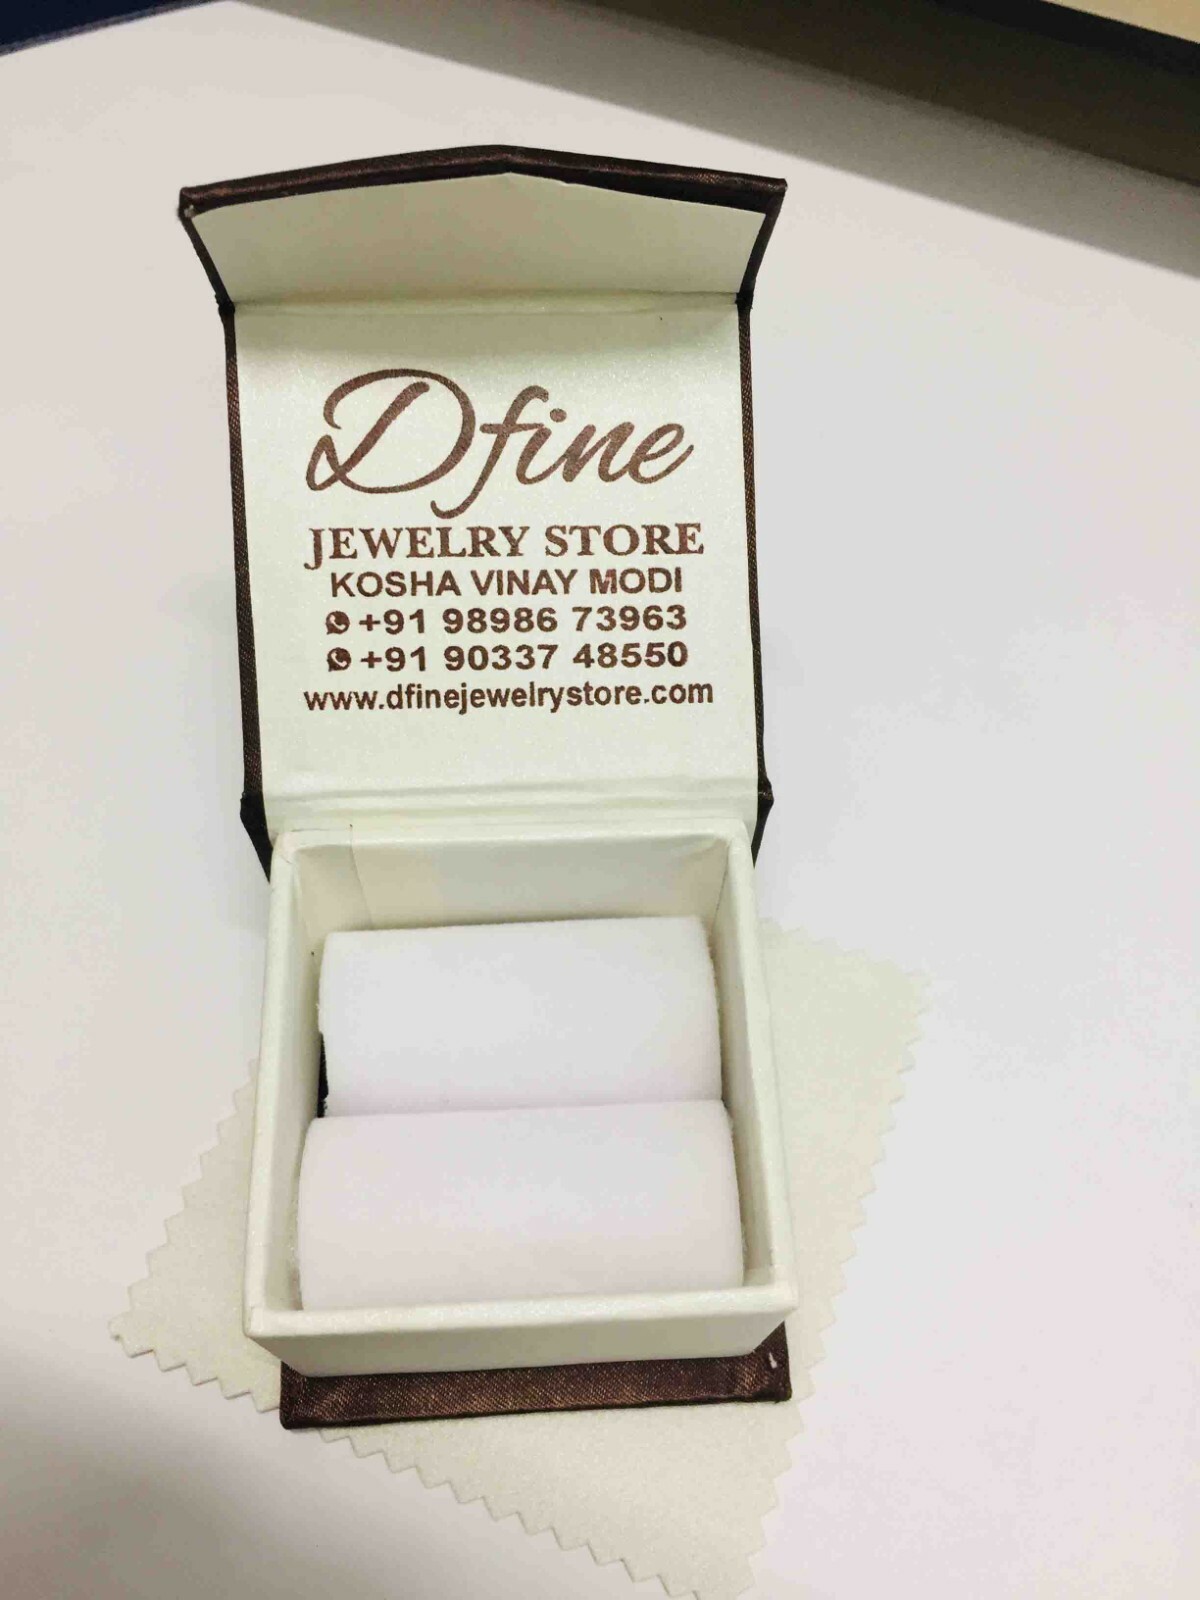 Dfine
JEWELRY STORE
KOSHA VINAY MODI
+91 98986 73963
+91 90337 48550
www.dfinejewelrystore.com